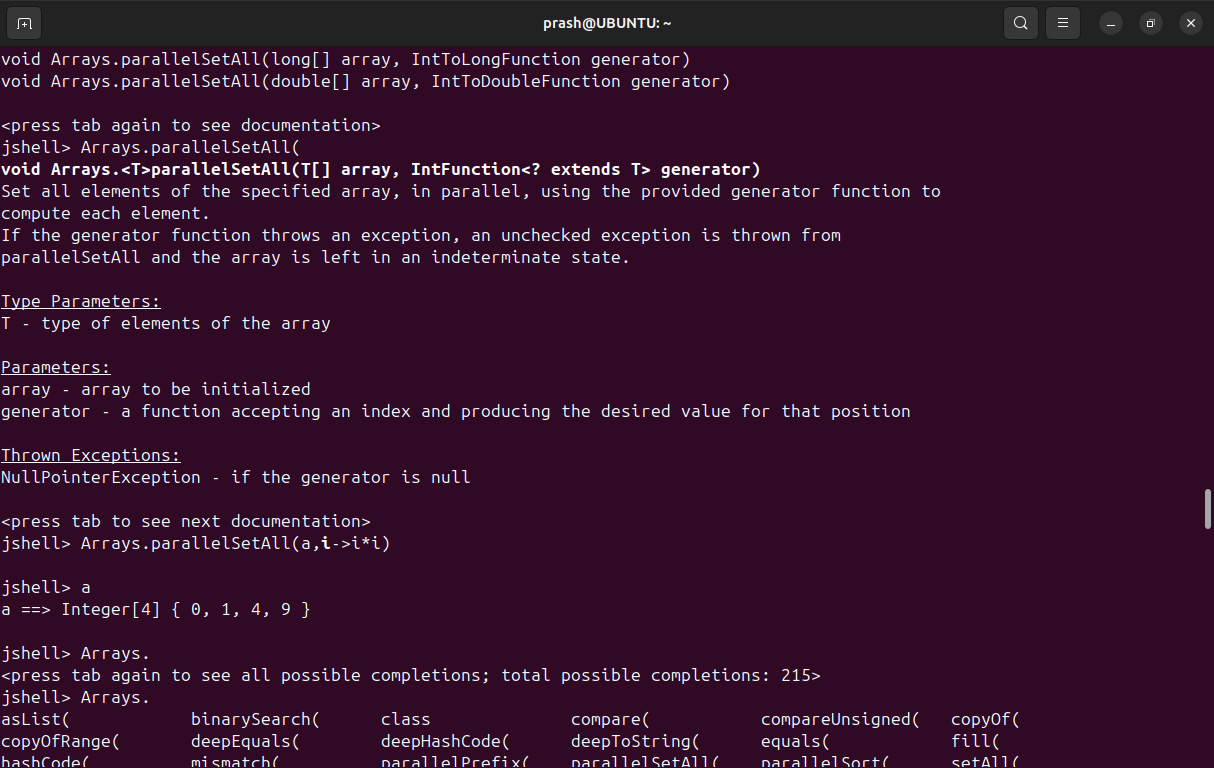 prash@UBUNTU: ~
void Arrays.parallelSetAll(long[] array, IntToLongFunction generator)
void Arrays.parallelSetAll(double[] array, IntToDoubleFunction generator)
<press tab again to see documentation>
jshell> Arrays.parallelSetAll(
void Arrays.<T>parallelSetAll(T[] array, IntFunction<? extends T> generator)
Set all elements of the specified array, in parallel, using the provided generator function to
compute each element.
If the generator function throws an exception, an unchecked exception is thrown from
parallelSetAll and the array is left in an indeterminate state.
Type Parameters:
T - type of elements of the array
Parameters:
array - array to be initialized
generator - a function accepting an index and producing the desired value for that position
Thrown Exceptions:
NullPointerException - if the generator is null
<press tab to see next documentation>
jshell> Arrays.parallelSetAll(a,i->i*i)
jshell> a
a ==> Integer[4] { 0, 1, 4, 9 }
jshell> Arrays.
<press tab again to see all possible completions; total possible completions: 215>
jshell> Arrays.
asList( binarySearch( class compare( compareUnsigned( copyOf(
copyOfRange( deepEquals( deepHashCode( deepToString( equals( fill(
hashCode( mismatch( parallelPrefix( parallelSetAll( parallelSort( setAll(